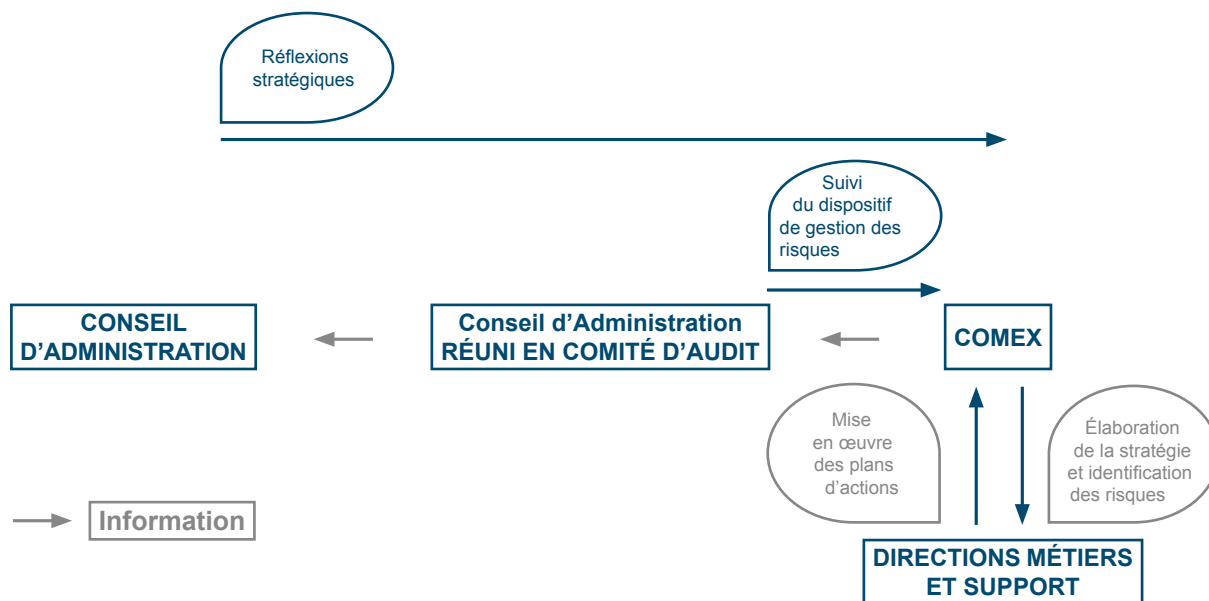 Réflexions
stratégiques
Suivi
du dispositif
de gestion des
risques
CONSEIL
D’ADMINISTRATION
Conseil d’Administration
RÉUNI EN COMITÉ D’AUDIT
COMEX
Mise
en œuvre
des plans
d’actions
Élaboration
de la stratégie
et identification
des risques
Information
DIRECTIONS MÉTIERS
ET SUPPORT